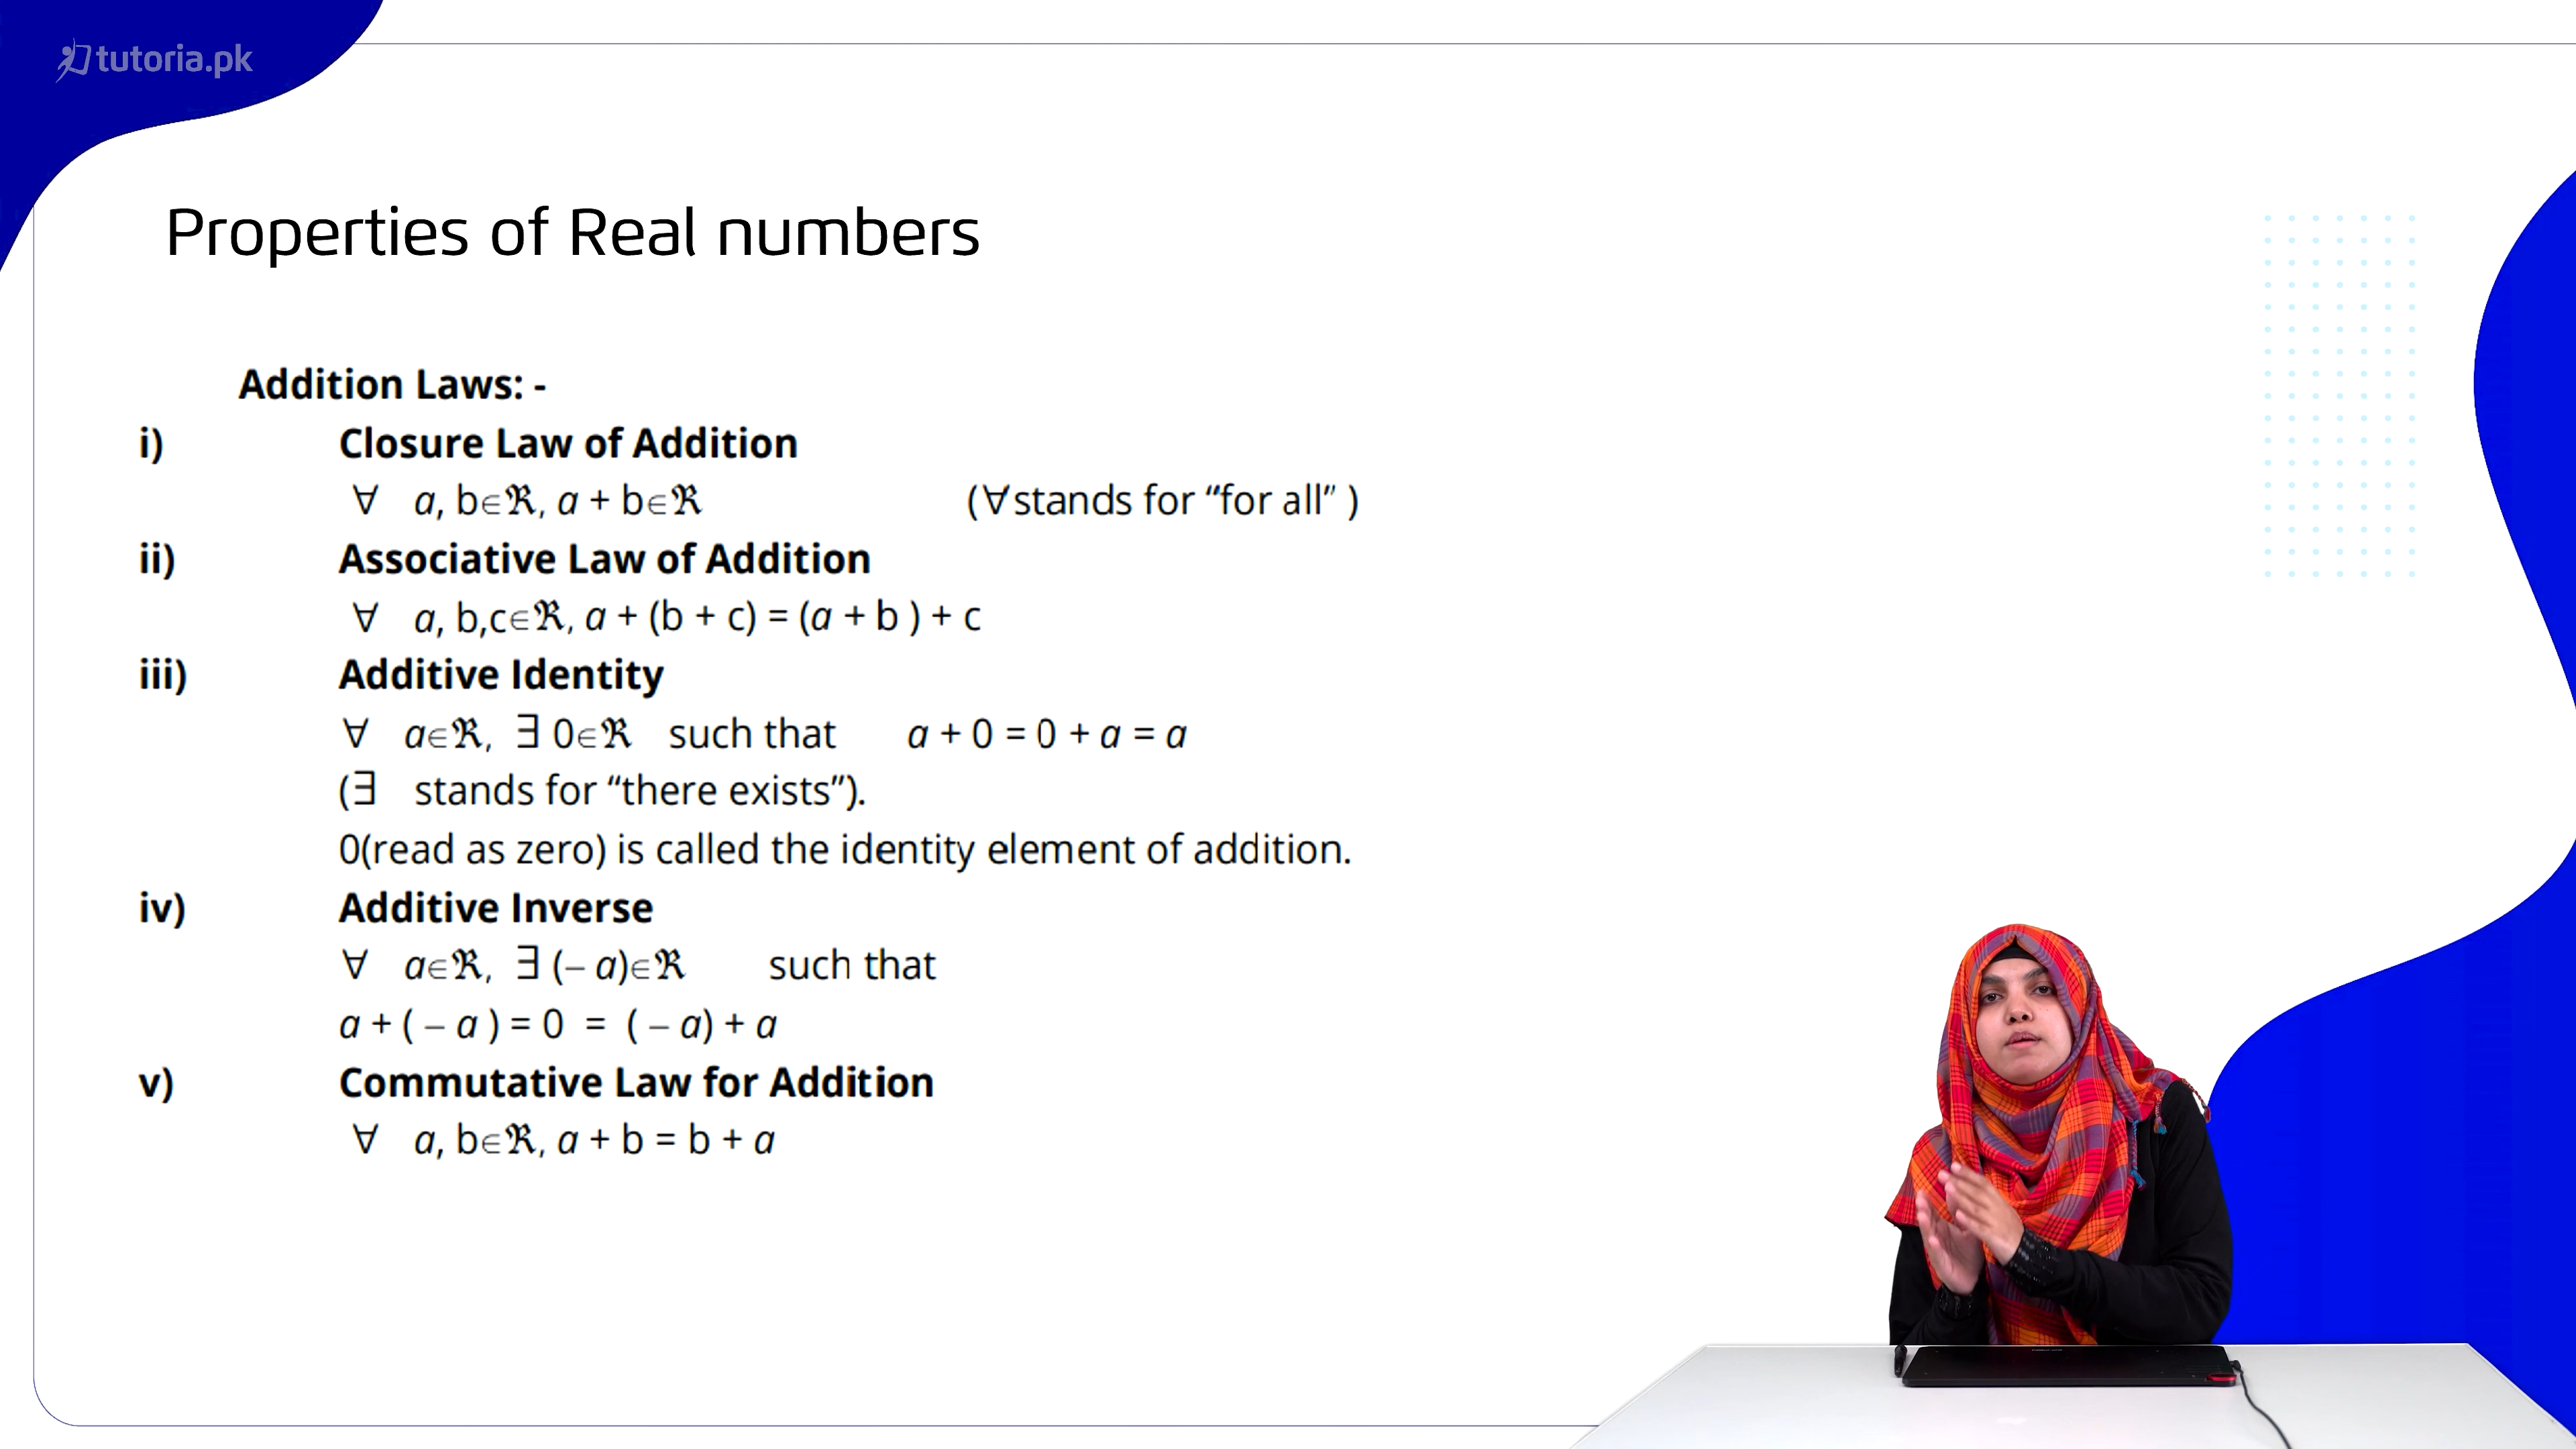 tutoria.pk
Properties of Real numbers
Addition Laws: -
i) Closure Law of Addition
∀ a, b∈ℜ, a + b∈ℜ (∀stands for “for all” )
ii) Associative Law of Addition
∀ a, b,c∈ℜ, a + (b + c) = (a + b ) + c
iii) Additive Identity
∀ a∈ℜ, ∃ 0∈ℜ such that a + 0 = 0 + a = a
(∃ stands for “there exists”).
0(read as zero) is called the identity element of addition.
iv) Additive Inverse
∀ a∈ℜ, ∃ (– a)∈ℜ such that
a + ( – a ) = 0 = ( – a) + a
v) Commutative Law for Addition
∀ a, b∈ℜ, a + b = b + a